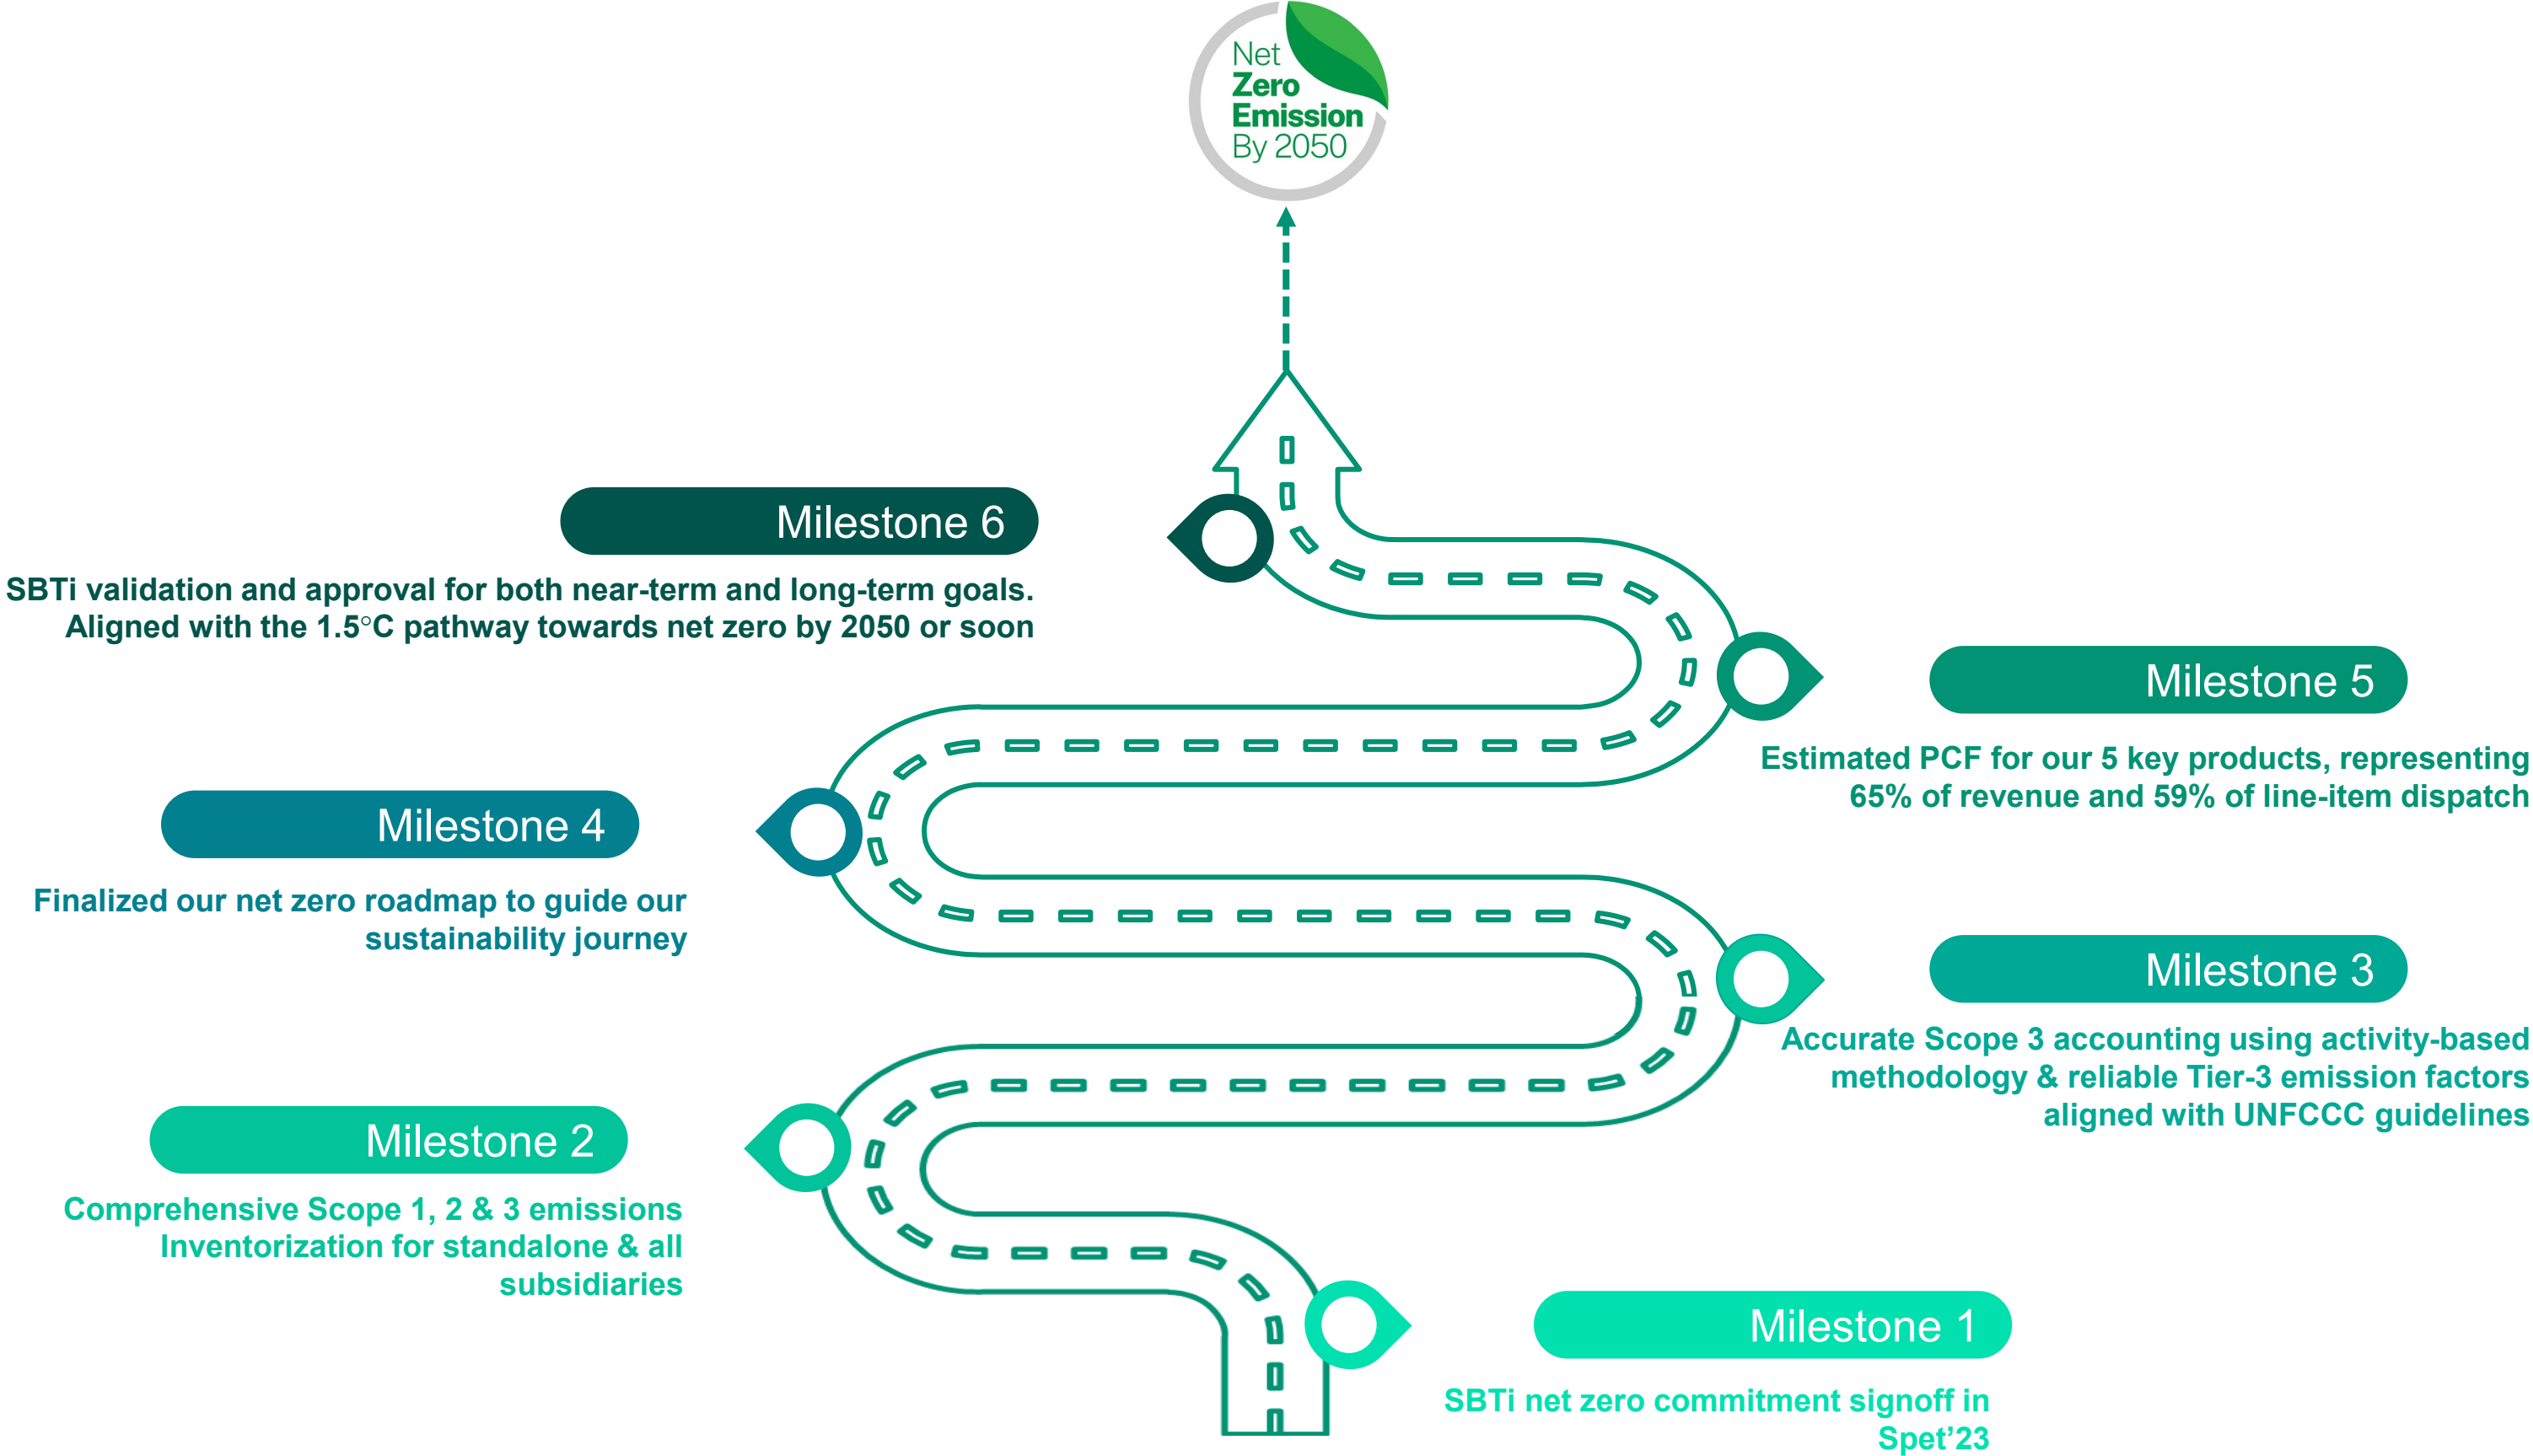 Net
Zero
Emission
By 2050
Milestone 6
SBTi validation and approval for both near-term and long-term goals.
Aligned with the 1.5°C pathway towards net zero by 2050 or soon
Milestone 5
Estimated PCF for our 5 key products, representing
65% of revenue and 59% of line-item dispatch
Milestone 4
Finalized our net zero roadmap to guide our
sustainability journey
Milestone 3
Accurate Scope 3 accounting using activity-based
methodology & reliable Tier-3 emission factors
aligned with UNFCCC guidelines
Milestone 2
Comprehensive Scope 1, 2 & 3 emissions
Inventorization for standalone & all
subsidiaries
Milestone 1
SBTi net zero commitment signoff in
Spet’23